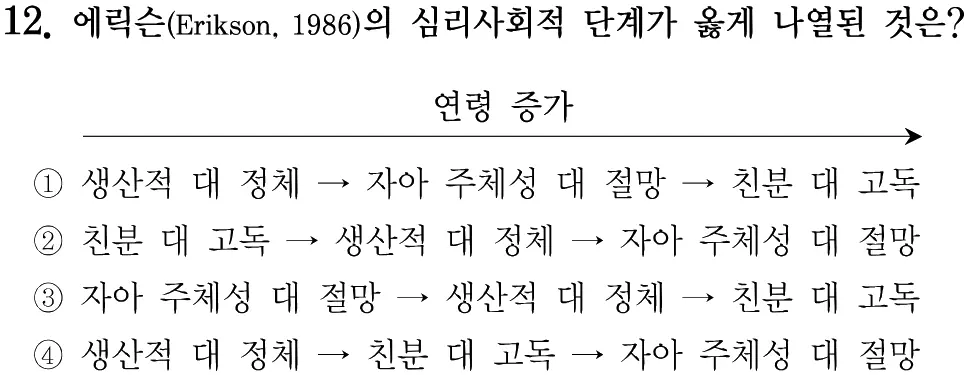 12. 에릭슨(Erikson, 1986)의 심리사회적 단계가 옳게 나열된 것은?
연령 증가
① 생산적 대 정체 → 자아 주체성 대 절망 → 친분 대 고독
② 친분 대 고독 → 생산적 대 정체 → 자아 주체성 대 절망
③ 자아 주체성 대 절망 → 생산적 대 정체 → 친분 대 고독
④ 생산적 대 정체 → 친분 대 고독 → 자아 주체성 대 절망